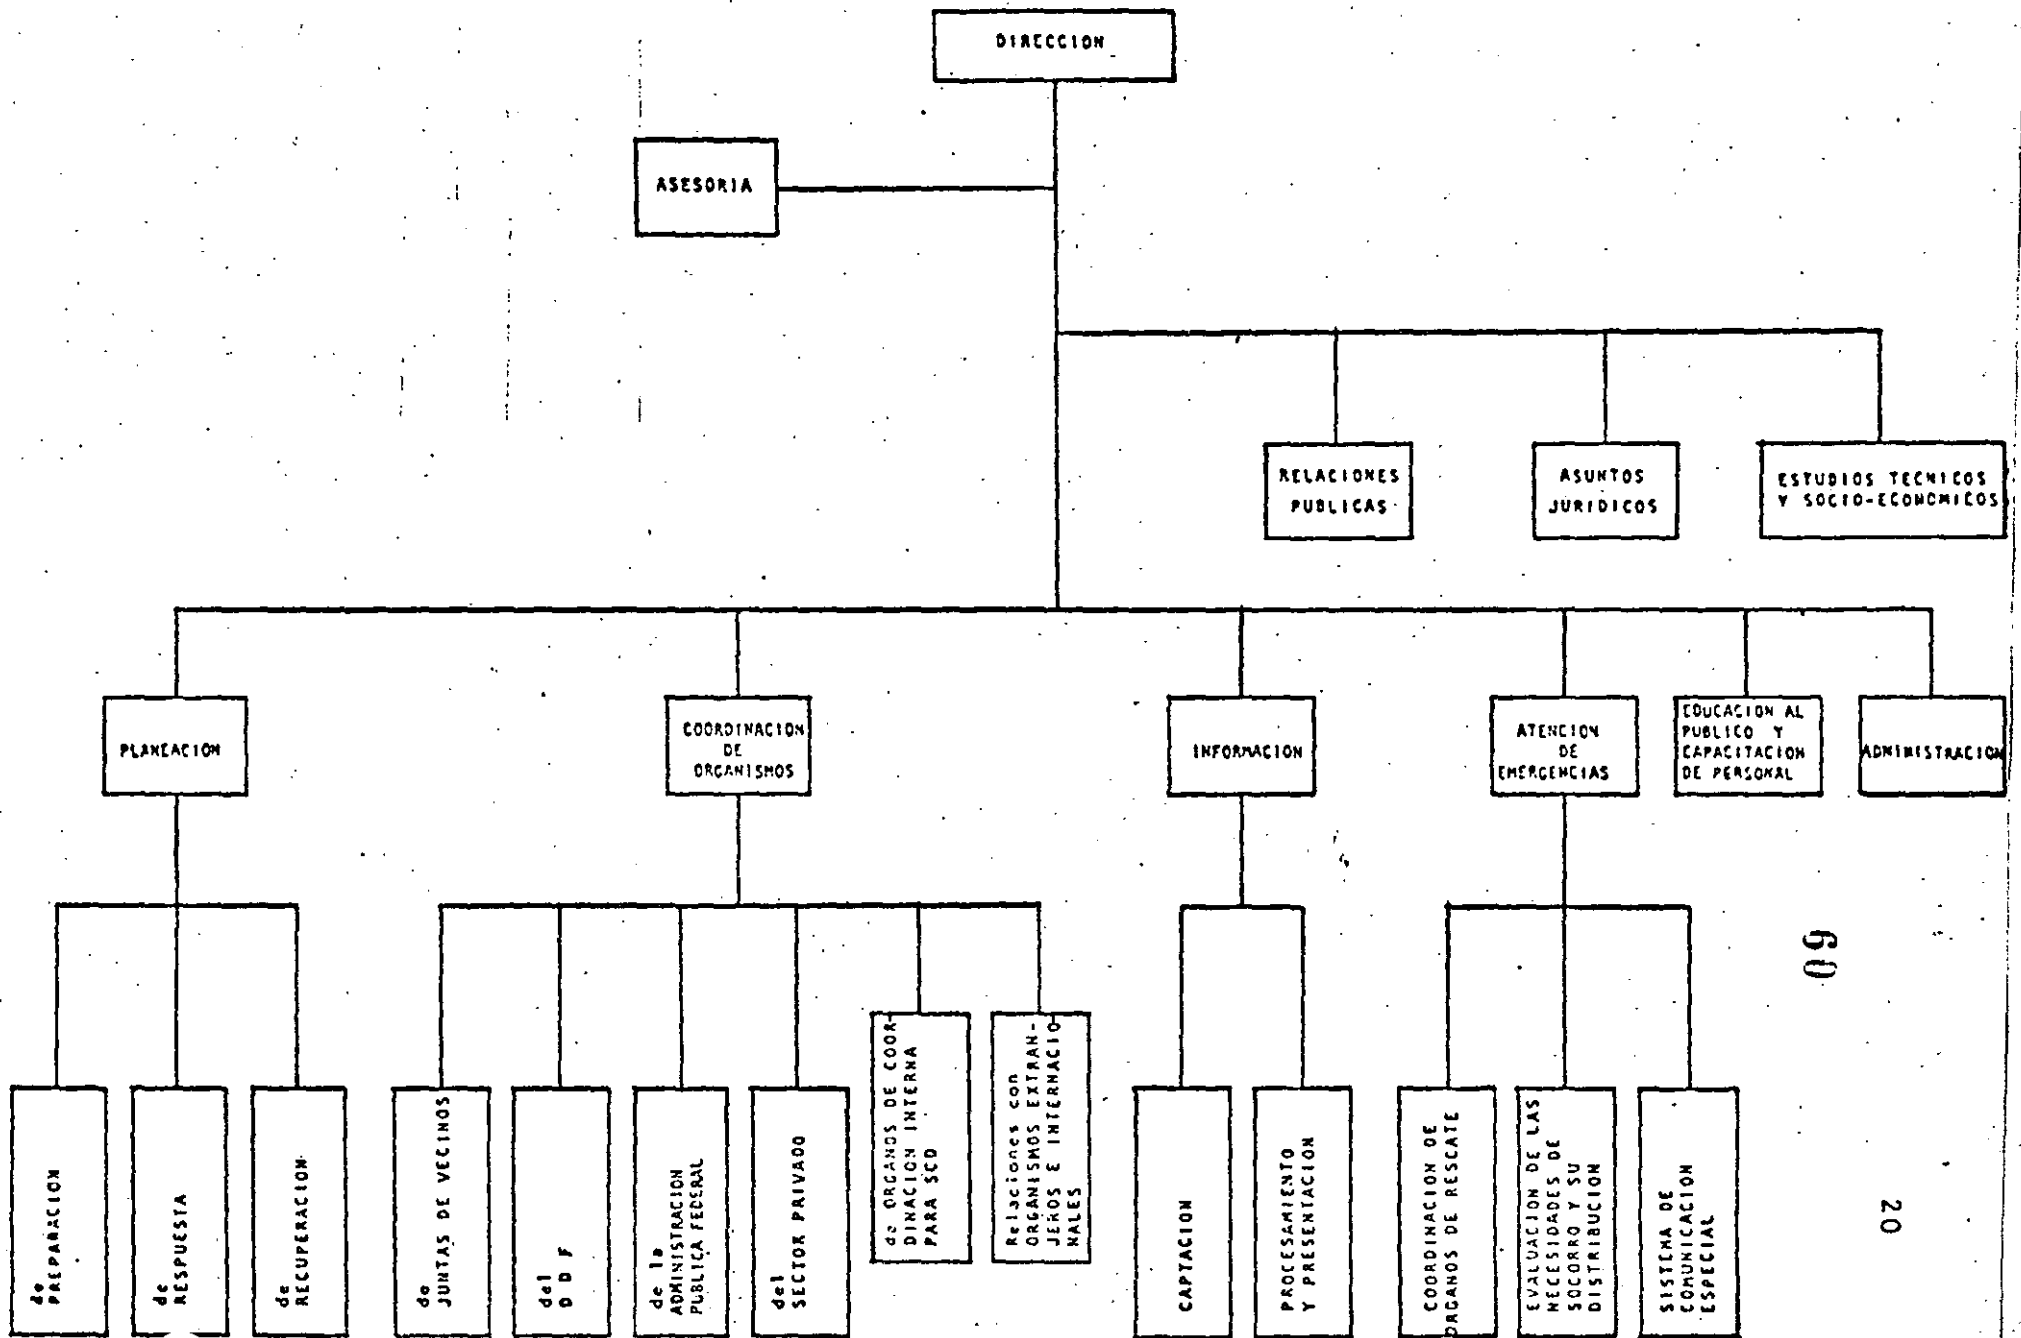 DIRECCION
ASESORIA
RELACIONES
PUBLICAS
ASUNTOS
JURIDICOS
ESTUDIOS TECNICOS
Y SOCIO-ECONOMICOS
PLANEACION
COORDINACION
DE
ORGANISMOS
INFORMACION
ATENCION
DE
EMERGENCIAS
EDUCACION AL
PUBLICO Y
CAPACITACION
DE PERSONAL
ADMINISTRACION
de
PREPARACION
de
RESPUESTA
de
RECUPERACION
de
JUNTAS DE VECINOS
del
D D F
de la
ADMINISTRACION
PUBLICA FEDERAL
del
SECTOR PRIVADO
de ORGANOS DE COOR-
DINACION INTERNA
PARA SCD
Relaciones con
ORGANISMOS EXTRAN-
JEROS E INTERNACIO
NALES
CAPTACION
PROCESAMIENTO
Y PRESENTACION
COORDINACION DE
ORGANOS DE RESCATE
EVALUACION DE LAS
NECESIDADES DE
SOCORRO Y SU
DISTRIBUCION
SISTEMA DE
COMUNICACION
ESPECIAL
60
20